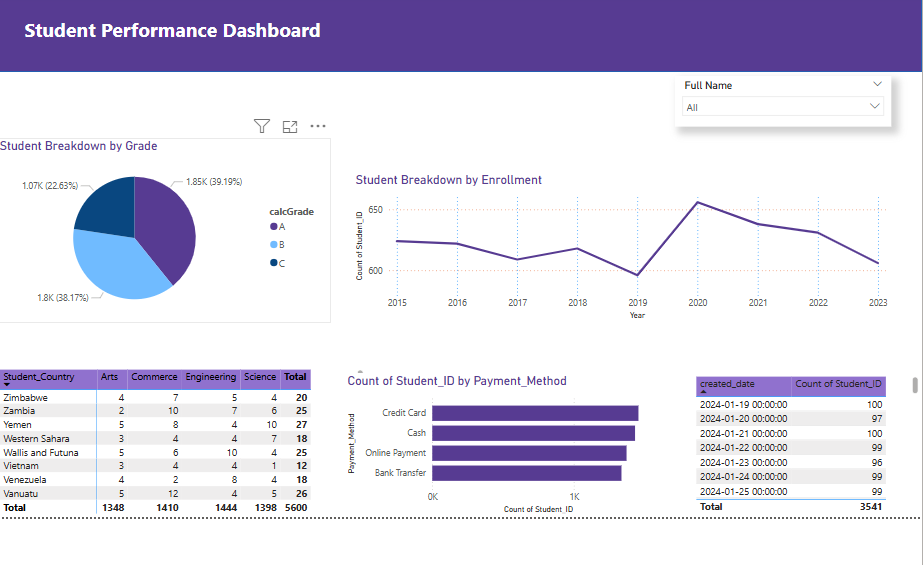 Student Performance Dashboard
Full Name
All
Student Breakdown by Grade
1.07K (22.63%)
1.85K (39.19%)
1.8K (38.17%)
calcGrade
A
B
C
Student Breakdown by Enrollment
Count of Student_ID
650
600
2015 2016 2017 2018 2019 2020 2021 2022 2023
Year
Student_Country Arts Commerce Engineering Science Total
Zimbabwe 4 7 5 4 20
Zambia 2 10 7 6 25
Yemen 5 8 4 10 27
Western Sahara 3 4 4 7 18
Wallis and Futuna 5 6 10 4 25
Vietnam 3 4 4 1 12
Venezuela 4 2 8 4 18
Vanuatu 5 12 4 5 26
Total 1348 1410 1444 1398 5600
Count of Student_ID by Payment_Method
Payment_Method
Credit Card
Cash
Online Payment
Bank Transfer
0K 1K
Count of Student_ID
created_date Count of Student_ID
2024-01-19 00:00:00 100
2024-01-20 00:00:00 97
2024-01-21 00:00:00 100
2024-01-22 00:00:00 99
2024-01-23 00:00:00 96
2024-01-24 00:00:00 99
2024-01-25 00:00:00 99
Total 3541